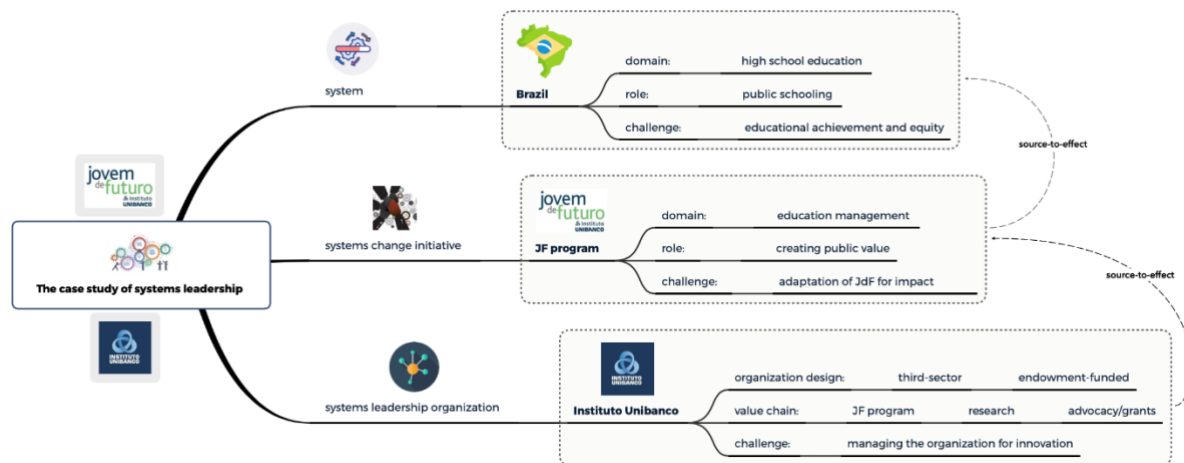 system
Brazil
domain: high school education
role: public schooling
challenge: educational achievement and equity
source-to-effect
jovem
de futuro
Instituto
UNIBANCO
The case study of systems leadership
INSTITUTO
UNIBANCO
systems change initiative
jovem
de futuro
Instituto
UNIBANCO
JF program
domain: education management
role: creating public value
challenge: adaptation of JdF for impact
source-to-effect
systems leadership organization
INSTITUTO
UNIBANCO
Instituto Unibanco
organization design: third-sector endowment-funded
value chain: JF program research advocacy/grants
challenge: managing the organization for innovation